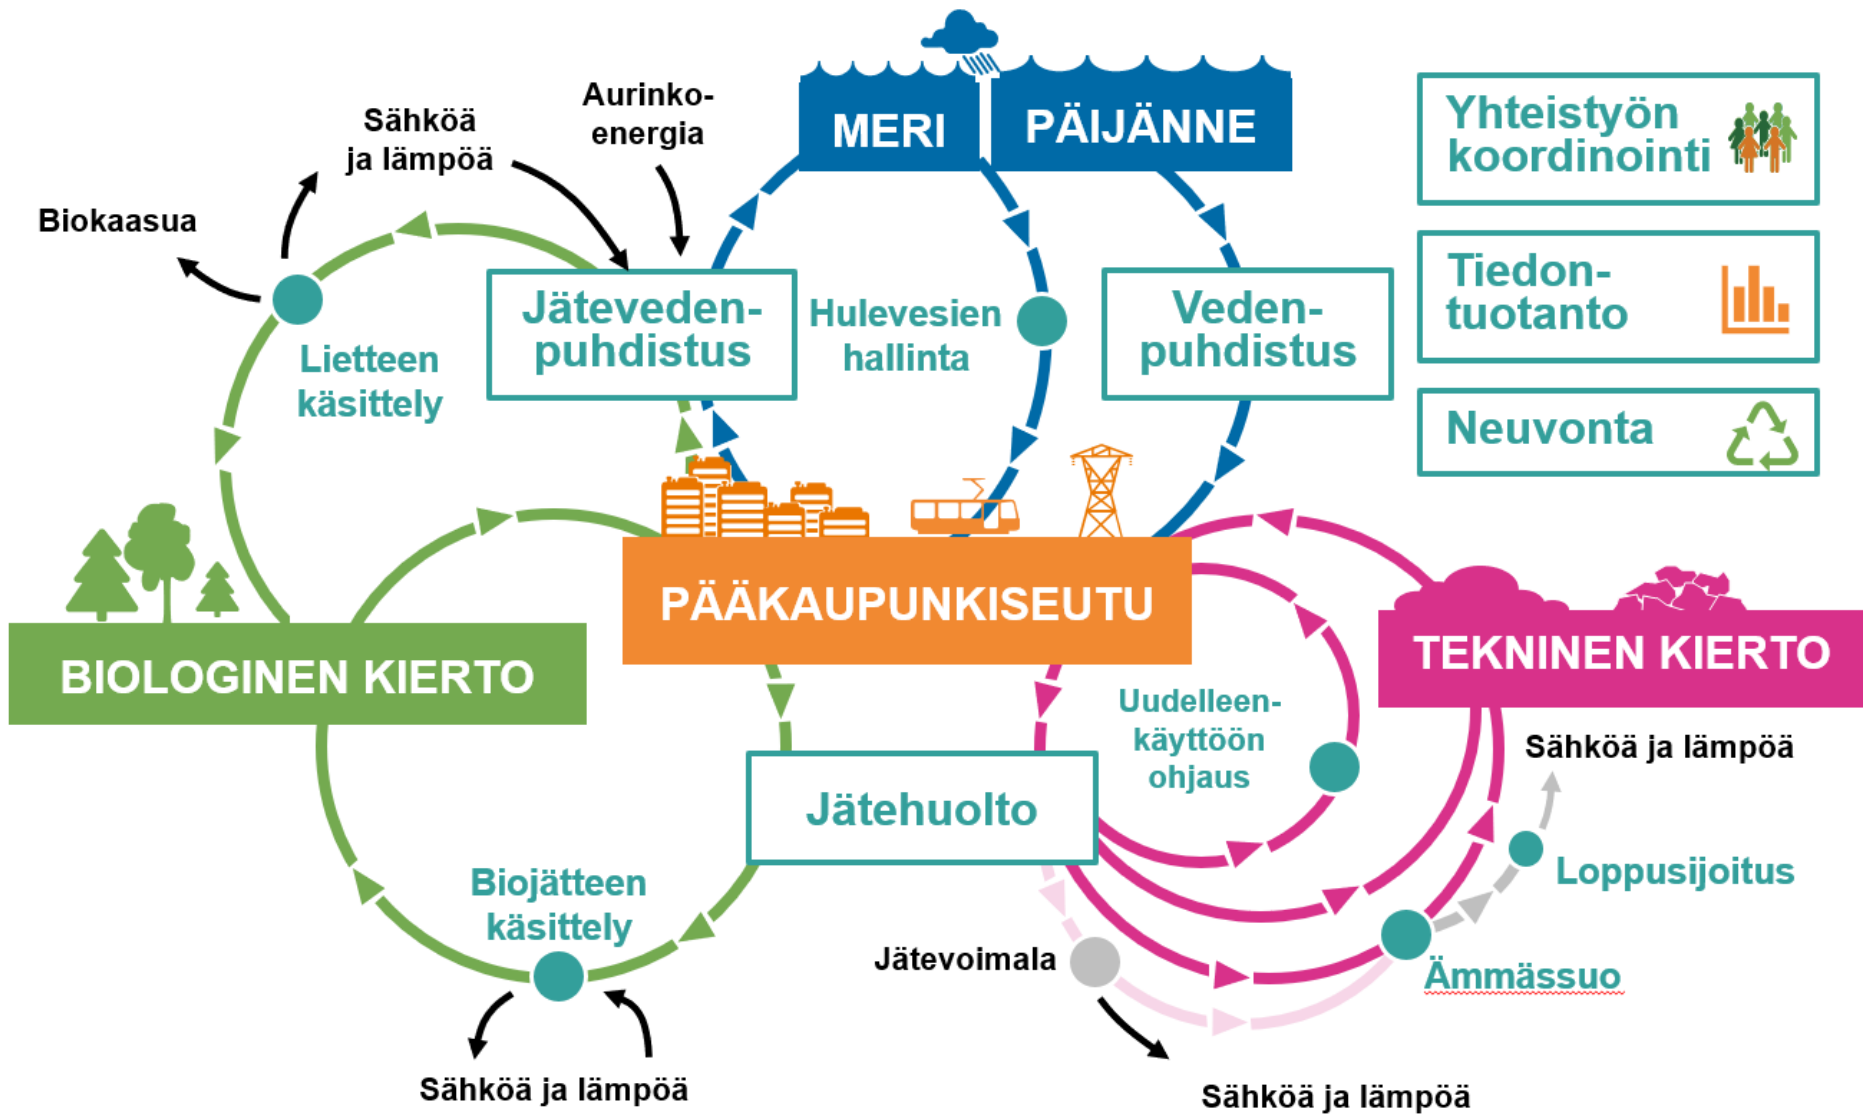 Aurinko-
energia
Sähköä
ja lämpöä
Biokaasua
MERI
PÄIJÄNNE
Yhteistyön
koordinointi
Tiedon-
tuotanto
Neuvonta
Jäteveden-
puhdistus
Hulevesien
hallinta
Veden-
puhdistus
Lietteen
käsittely
PÄÄKAUPUNKISEUTU
BIOLOGINEN KIERTO
TEKNINEN KIERTO
Uudelleen-
käyttöön
ohjaus
Sähköä ja lämpöä
Jätehuolto
Loppusijoitus
Biojätteen
käsittely
Jätevoimala
Ämmässuo
Sähköä ja lämpöä
Sähköä ja lämpöä